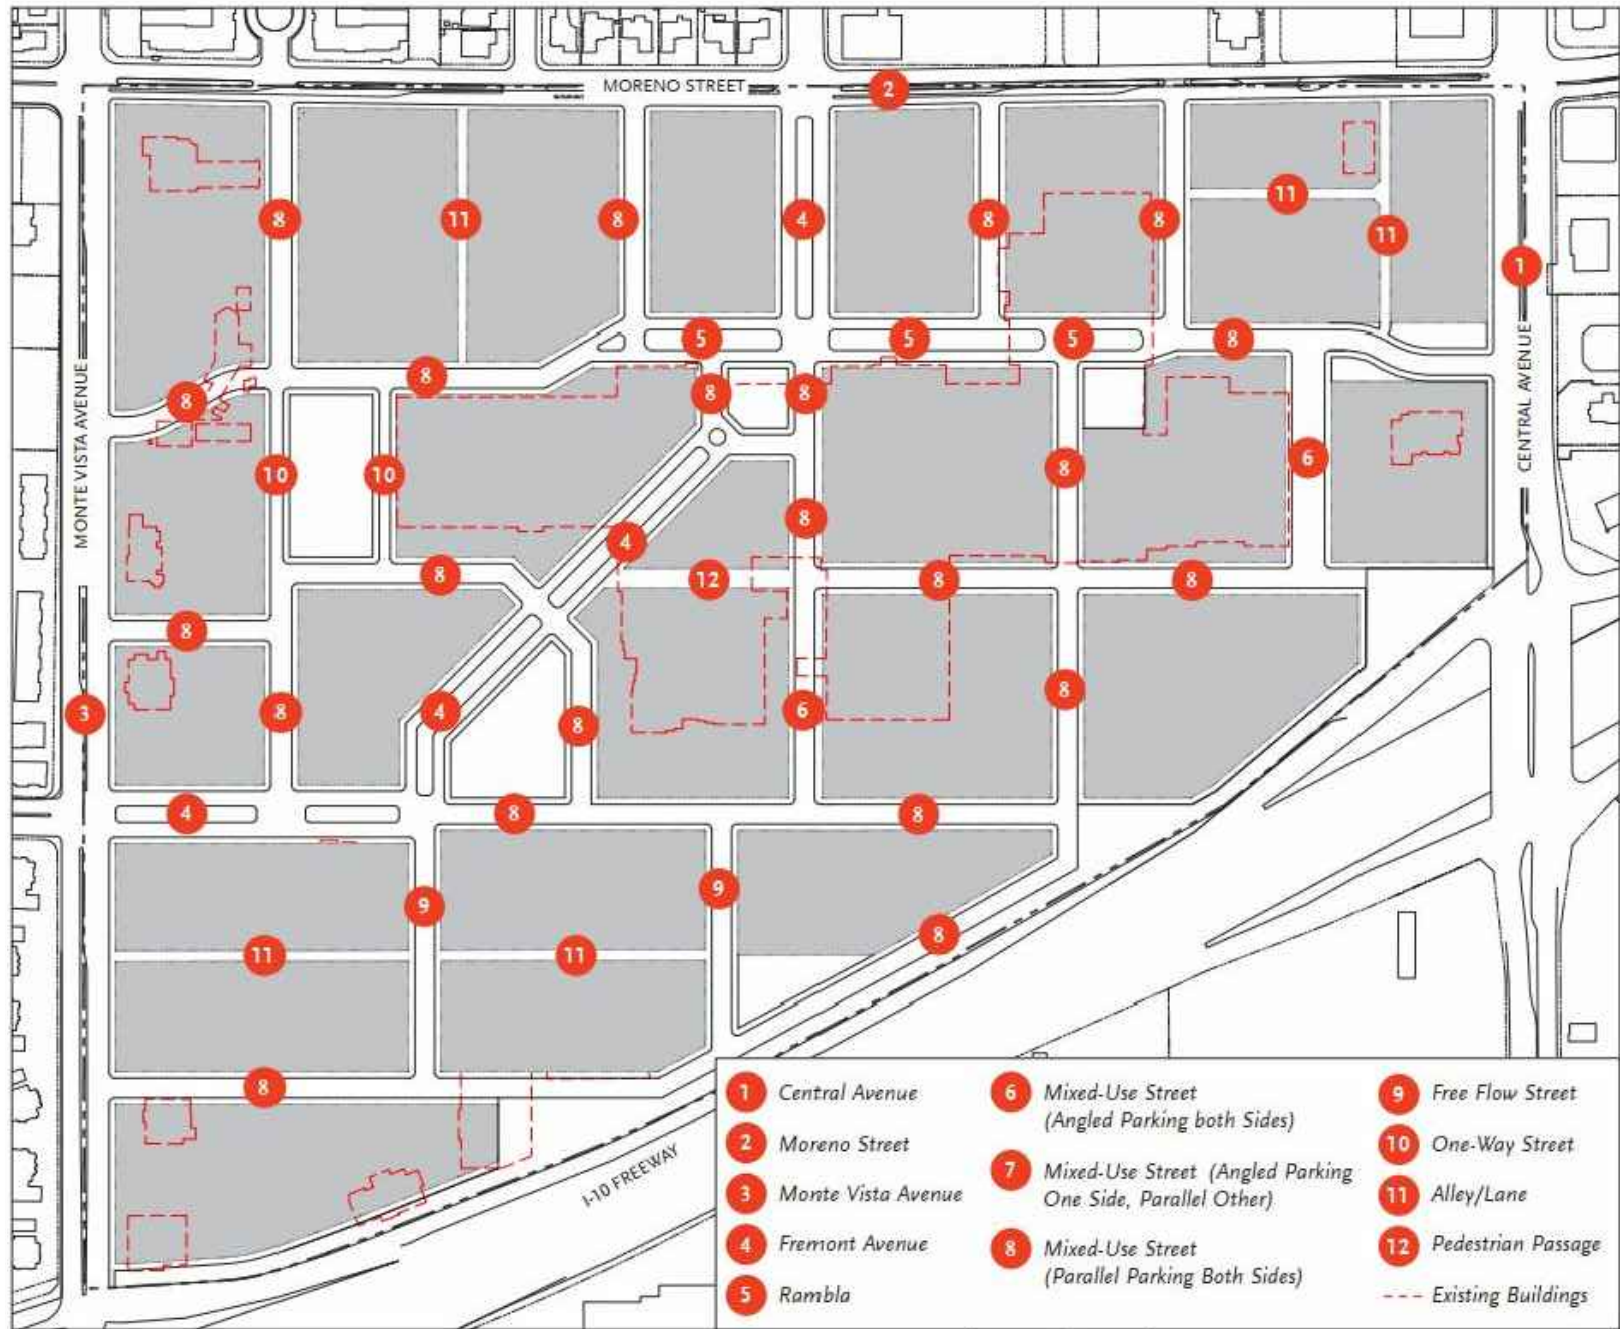 MORENO STREET
2
8
11
8
4
8
8
11
11
1
5
5
5
8
8
8
8
8
MONTE VISTA AVENUE
CENTRAL AVENUE
10
10
8
6
8
4
8
12
8
8
8
3
8
4
8
6
8
4
8
8
9
9
8
11
11
8
I-10 FREEWAY
1 Central Avenue
2 Moreno Street
3 Monte Vista Avenue
4 Fremont Avenue
5 Rambla
6 Mixed-Use Street
(Angled Parking both Sides)
7 Mixed-Use Street (Angled Parking
One Side, Parallel Other)
8 Mixed-Use Street
(Parallel Parking Both Sides)
9 Free Flow Street
10 One-Way Street
11 Alley/Lane
12 Pedestrian Passage
Existing Buildings